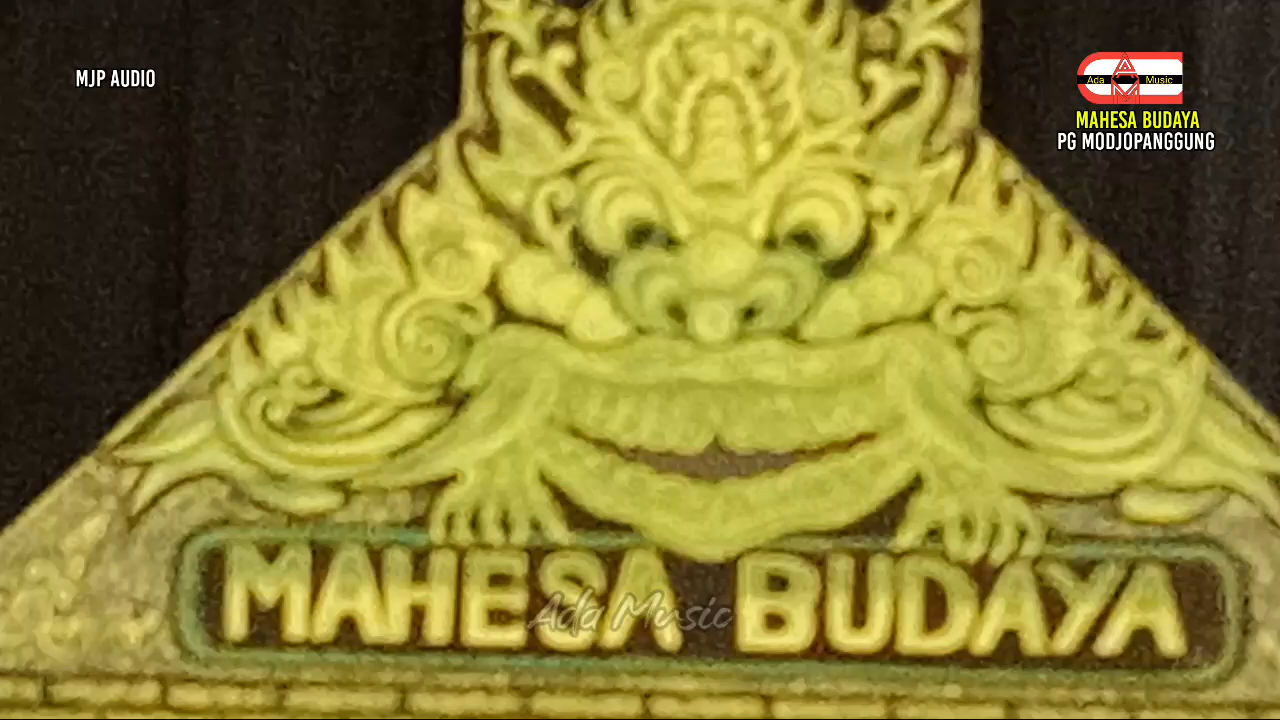 MJP AUDIO
Ada Music
MAHESA BUDAYA
PG MODJOPANGGUNG
MAHESA BUDAYA
Ada Music